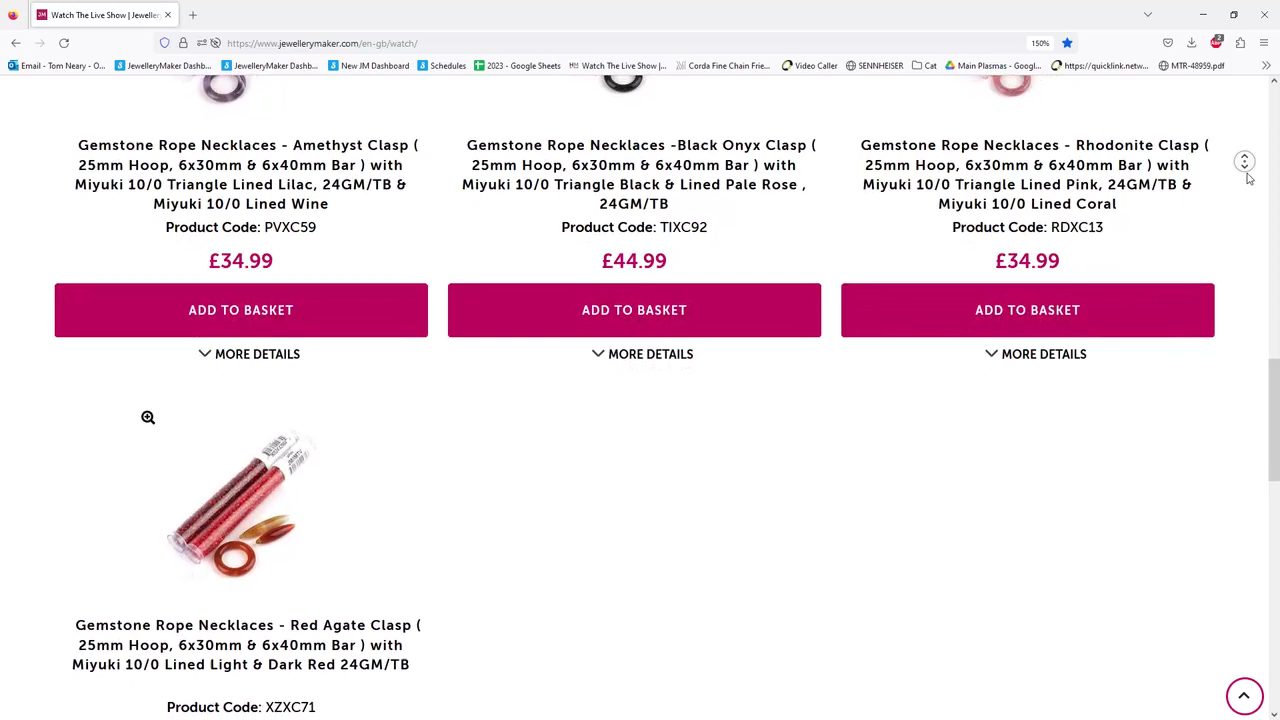 Watch The Live Show | Jeweller
https://www.jewellerymaker.com/en_gb/watch/
150%
2
Email - Tom Neary - O...
JewelleryMaker Dashb...
JewelleryMaker Dashb...
New JM Dashboard
Schedules
2023 - Google Sheets
Watch The Live Show |...
Corda Fine Chain Frie...
Video Caller
SENNHEISER
Cat
Main Plasmas - Googl...
https://quicklink.netw...
MTR-48959.pdf
Gemstone Rope Necklaces - Amethyst Clasp (
25mm Hoop, 6x30mm & 6x40mm Bar ) with
Miyuki 10/0 Triangle Lined Lilac, 24GM/TB &
Miyuki 10/0 Lined Wine
Product Code: PVXC59
£34.99
ADD TO BASKET
MORE DETAILS
Gemstone Rope Necklaces -Black Onyx Clasp (
25mm Hoop, 6x30mm & 6x40mm Bar ) with
Miyuki 10/0 Triangle Black & Lined Pale Rose ,
24GM/TB
Product Code: TIXC92
£44.99
ADD TO BASKET
MORE DETAILS
Gemstone Rope Necklaces - Rhodonite Clasp (
25mm Hoop, 6x30mm & 6x40mm Bar ) with
Miyuki 10/0 Triangle Lined Pink, 24GM/TB &
Miyuki 10/0 Lined Coral
Product Code: RDXC13
£34.99
ADD TO BASKET
MORE DETAILS
Gemstone Rope Necklaces - Red Agate Clasp (
25mm Hoop, 6x30mm & 6x40mm Bar ) with
Miyuki 10/0 Lined Light & Dark Red 24GM/TB
Product Code: XZXC71